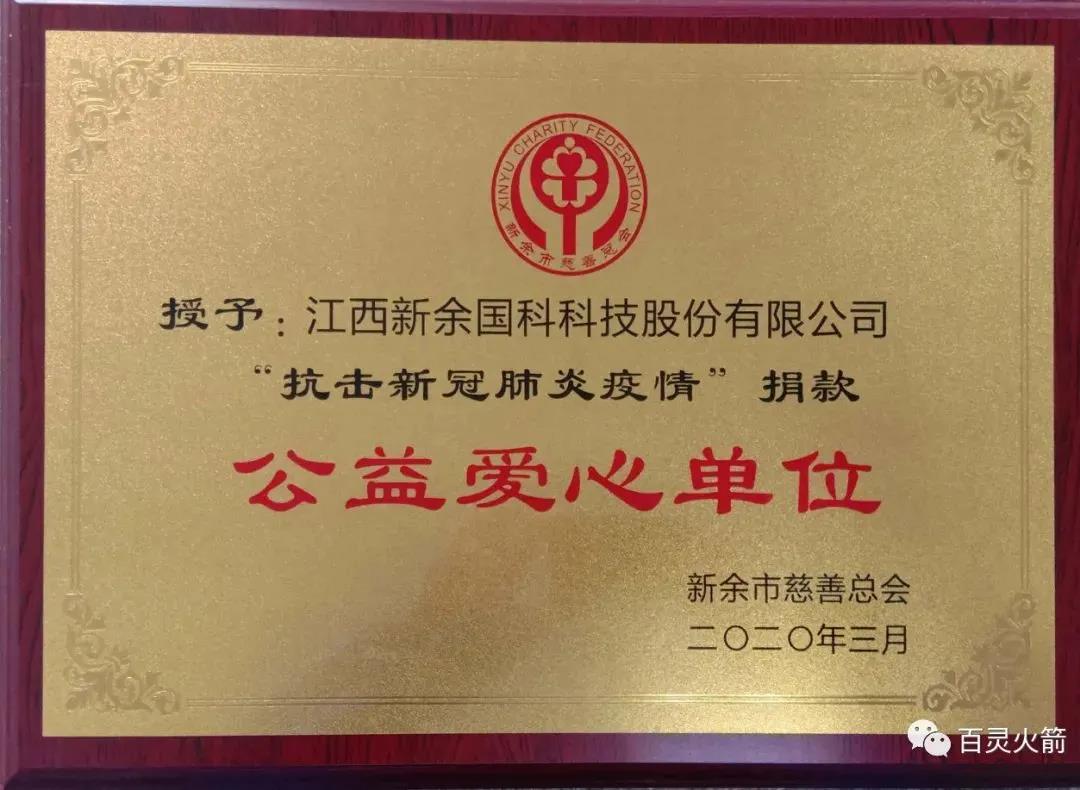 XINYU CHARITY FEDERATION
新余市慈善总会
授予：江西新余国科科技股份有限公司
“抗击新冠肺炎疫情”捐款
公益爱心单位
新余市慈善总会
二〇二〇年三月
百灵火箭